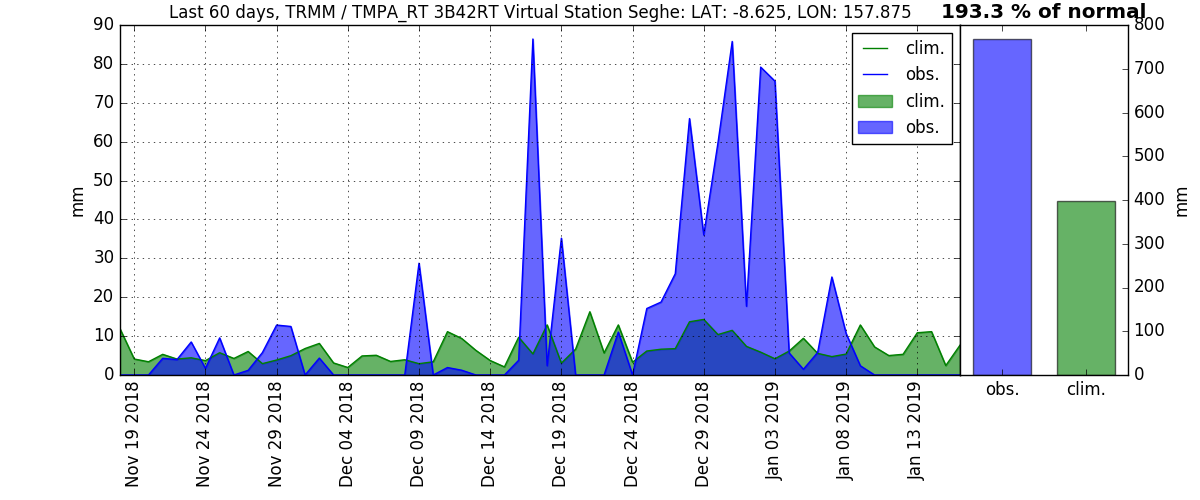 Last 60 days, TRMM / TMPA_RT 3B42RT Virtual Station Seghe: LAT: -8.625, LON: 157.875
193.3 % of normal
90
80
70
60
50
40
30
20
10
0
mm
clim.
obs.
clim.
obs.
Nov 19 2018
Nov 24 2018
Nov 29 2018
Dec 04 2018
Dec 09 2018
Dec 14 2018
Dec 19 2018
Dec 24 2018
Dec 29 2018
Jan 03 2019
Jan 08 2019
Jan 13 2019
800
700
600
500
400
300
200
100
0
mm
obs.
clim.